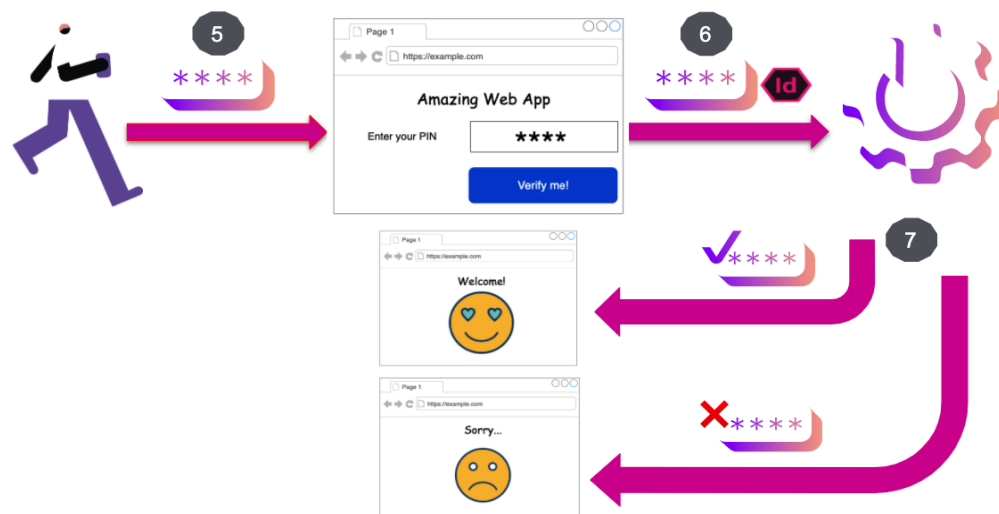 5
* * * *
Page 1
https://example.com
Amazing Web App
Enter your PIN
****
Verify me!
6
* * * *
Id
7
Page 1
https://example.com
Welcome!
* * * *
Page 1
https://example.com
Sorry...
* * * *